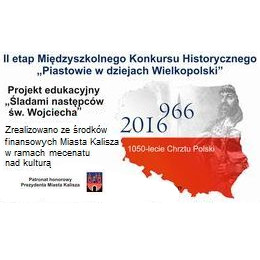 II etap Międzyszkolnego Konkursu Historycznego
„Piastowie w dziejach Wielkopolski”
Projekt edukacyjny
„Śladami następców
św. Wojciecha”
Zrealizowano ze środków
finansowych Miasta Kalisza
w ramach mecenatu
nad kulturą
Patronat honorowy
Prezydenta Miasta Kalisza
966
2016
1050-lecie Chrztu Polski